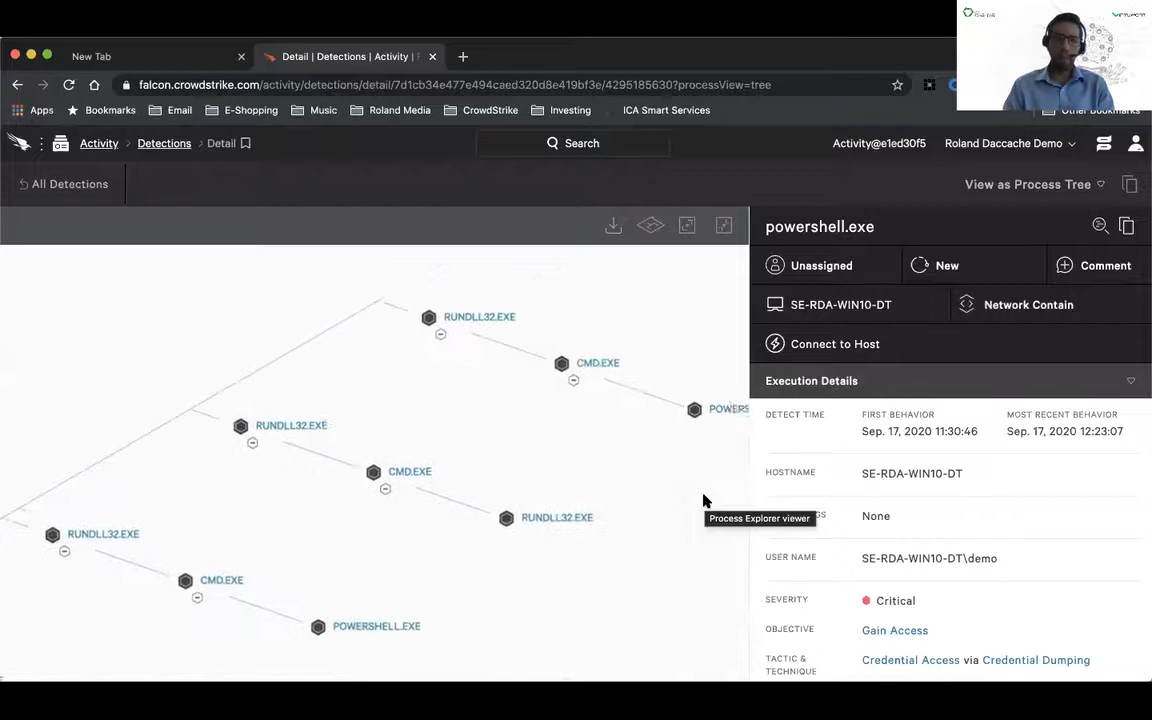 New Tab
Detail | Detections | Activity |
falcon.crowdstrike.com/activity/detections/detail/7d1cb34e477e494caed320d8e419bf3e/4295185630?processView=tree
Apps Bookmarks Email E-Shopping Music Roland Media CrowdStrike Investing ICA Smart Services Other Bookmarks
Activity > Detections > Detail Search Activity@e1ed30f5 Roland Daccache Demo
All Detections View as Process Tree
powershell.exe
Unassigned New Comment
SE-RDA-WIN10-DT Network Contain
Connect to Host
Execution Details
DETECT TIME FIRST BEHAVIOR MOST RECENT BEHAVIOR
Sep. 17, 2020 11:30:46 Sep. 17, 2020 12:23:07
HOSTNAME SE-RDA-WIN10-DT
None
USER NAME SE-RDA-WIN10-DT\demo
SEVERITY Critical
OBJECTIVE Gain Access
TACTIC & TECHNIQUE Credential Access via Credential Dumping
RUNDLL32.EXE
CMD.EXE
POWERS
RUNDLL32.EXE
CMD.EXE
RUNDLL32.EXE
Process Explorer viewer
RUNDLL32.EXE
CMD.EXE
POWERSHELL.EXE